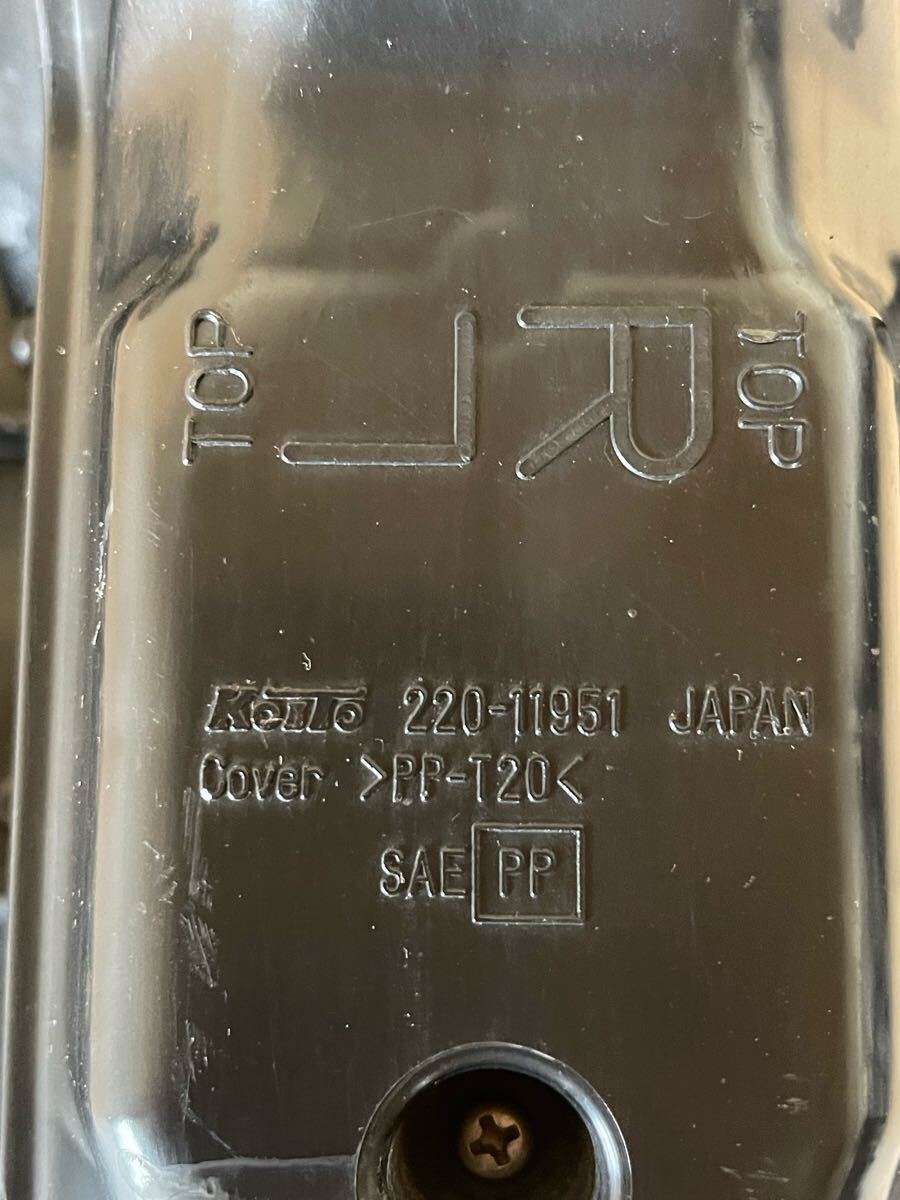 TOP L
R TOP
KOITO 220-11951 JAPAN
Cover >PP-T20<
SAE PP